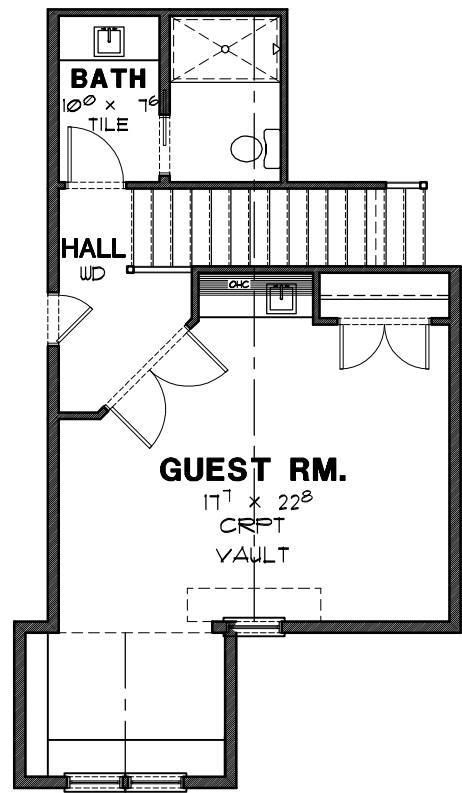 BATH
10⁰ × 7⁶
TILE
HALL
WD
OHC
GUEST RM.
17⁷ × 22⁸
CRPT
VAULT